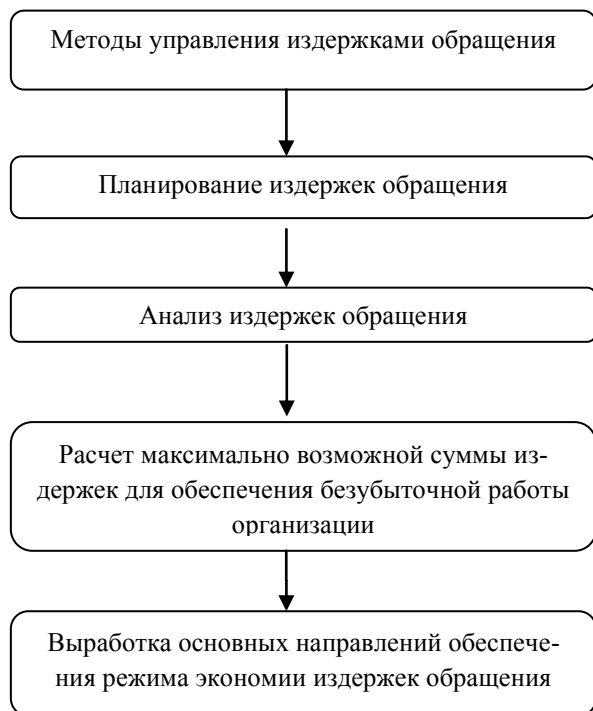 Методы управления издержками обращения
Планирование издержек обращения
Анализ издержек обращения
Расчет максимально возможной суммы из-
держек для обеспечения безубыточной работы
организации
Выработка основных направлений обеспече-
ния режима экономии издержек обращения